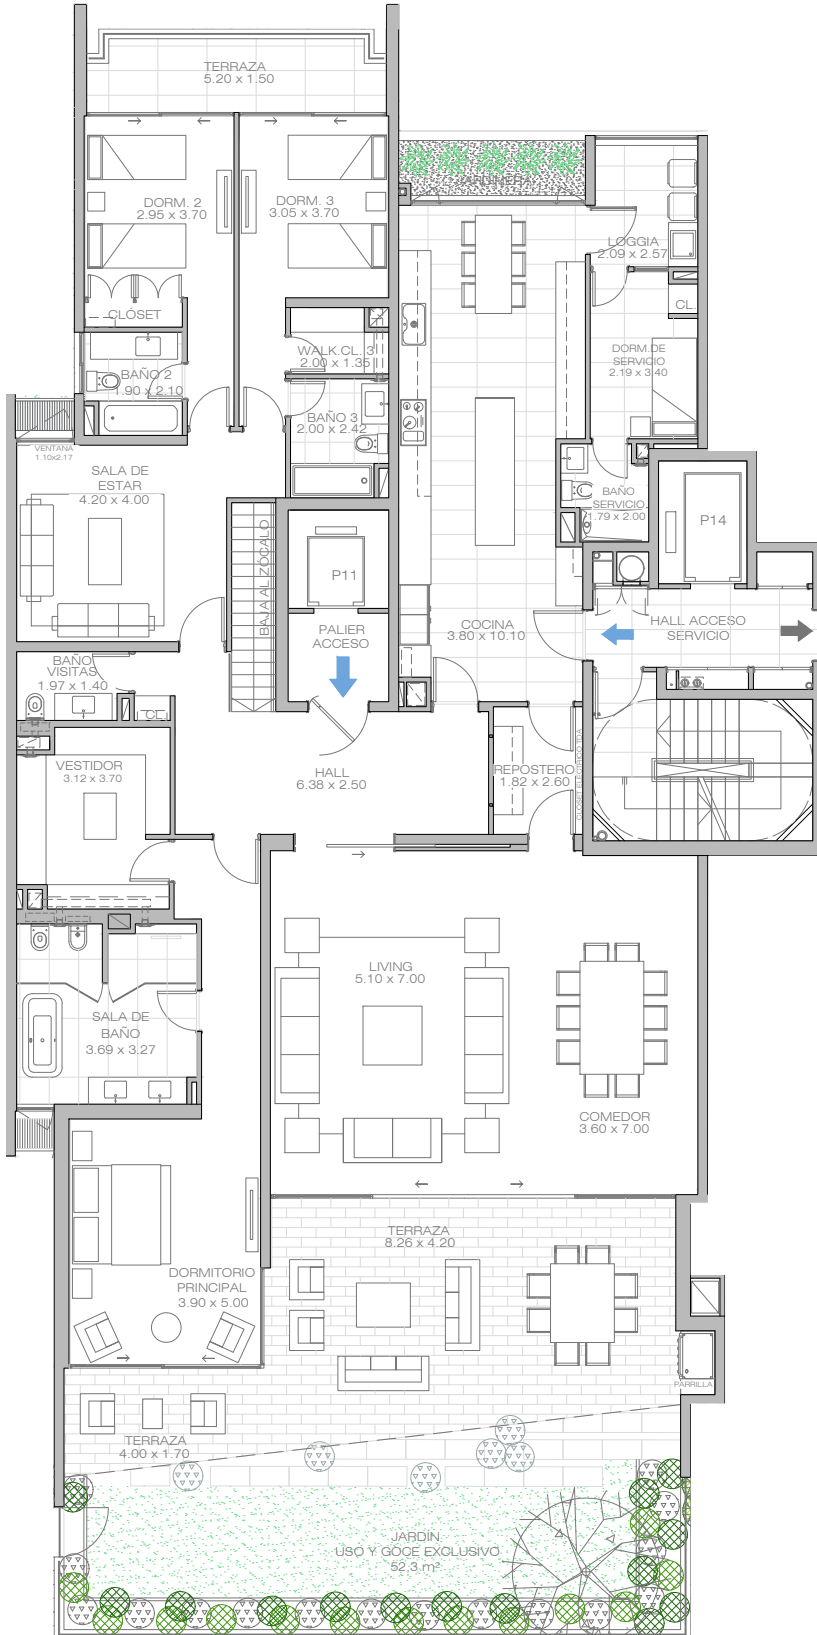 TERRAZA
5.20 x 1.50
DORM. 2
2.95 x 3.70
DORM. 3
3.05 x 3.70
JARDINERA
LOGGIA
2.09 x 2.57
CL.
CLÓSET
WALK.CL. 3
2.00 x 1.35
DORM.DE
SERVICIO
2.19 x 3.40
BAÑO 2
1.90 x 2.10
BAÑO 3
2.00 x 2.42
VENTANA
1.10x2.17
SALA DE
ESTAR
4.20 x 4.00
BAÑO
SERVICIO
1.79 x 2.00
P14
BAJA A1 ZÓCALO
P11
PALIER
ACCESO
COCINA
3.80 x 10.10
HALL ACCESO
SERVICIO
BAÑO
VISITAS
1.97 x 1.40
CL.
VESTIDOR
3.12 x 3.70
HALL
6.38 x 2.50
REPOSTERO
1.82 x 2.60
CLOSET ELECTRICO TDA
LIVING
5.10 x 7.00
SALA DE
BAÑO
3.69 x 3.27
COMEDOR
3.60 x 7.00
TERRAZA
8.26 x 4.20
DORMITORIO
PRINCIPAL
3.90 x 5.00
PARRILLA
TERRAZA
4.00 x 1.70
JARDIN
USO Y GOCE EXCLUSIVO
52,3 m²